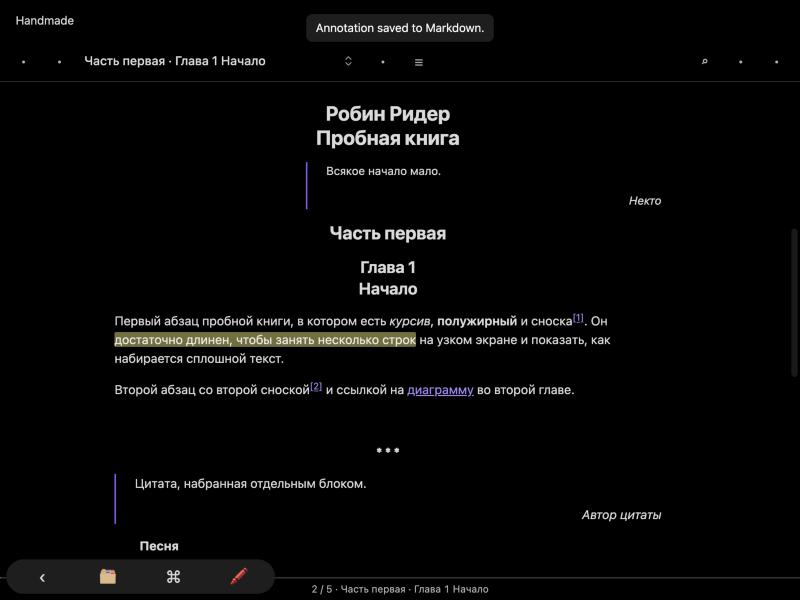 Handmade
Annotation saved to Markdown.
Часть первая · Глава 1 Начало
Робин Ридер
Пробная книга
Всякое начало мало.
Некто
Часть первая
Глава 1
Начало
Первый абзац пробной книги, в котором есть курсив, полужирный и сноска[1]. Он
достаточно длинен, чтобы занять несколько строк на узком экране и показать, как
набирается сплошной текст.
Второй абзац со второй сноской[2] и ссылкой на диаграмму во второй главе.
* * *
Цитата, набранная отдельным блоком.
Автор цитаты
Песня
2 / 5 · Часть первая · Глава 1 Начало